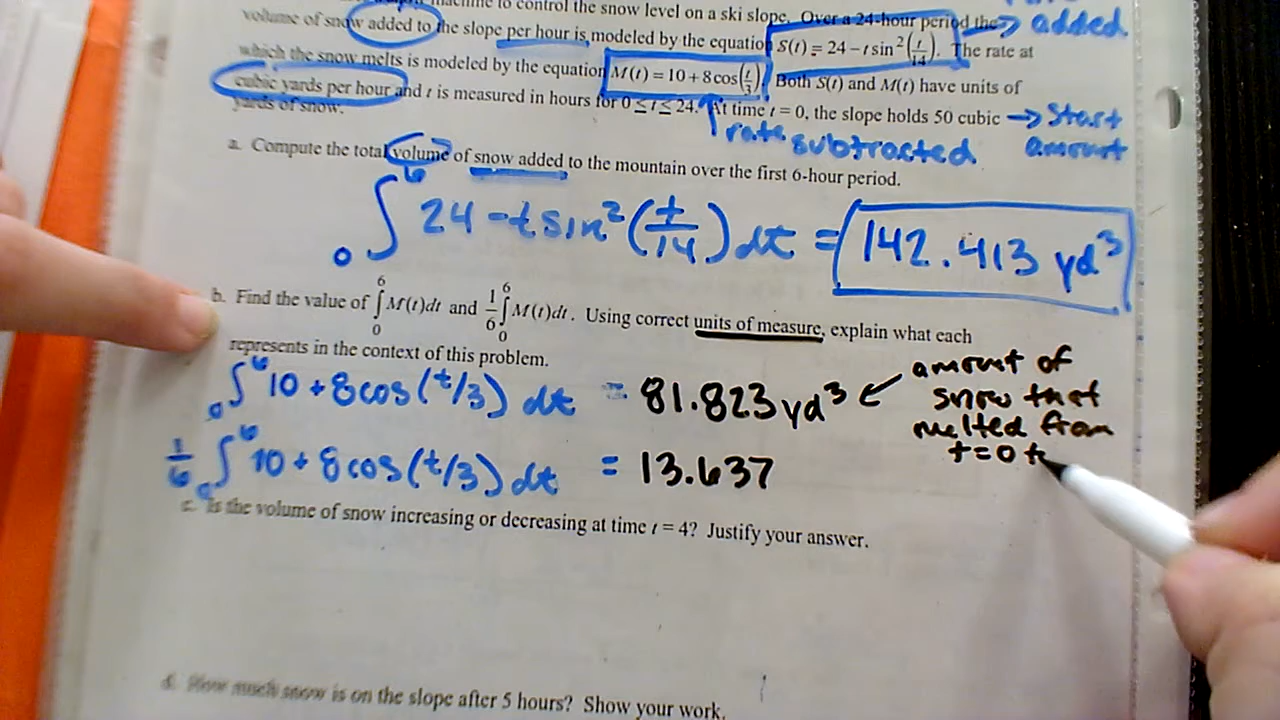 machine to control the snow level on a ski slope. Over a 24-hour period the → added
volume of snow added to the slope per hour is modeled by the equation S(t) = 24 − t sin²(t/14). The rate at
which the snow melts is modeled by the equation M(t) = 10 + 8cos(t/3). Both S(t) and M(t) have units of
cubic yards per hour and t is measured in hours for 0 ≤ t ≤ 24. At time t = 0, the slope holds 50 cubic → Start amount
yards of snow.
↑ rate subtracted
a. Compute the total volume of snow added to the mountain over the first 6-hour period.
∫₀⁶ 24 − t sin²(t/14) dt = 142.413 yd³
b. Find the value of ∫₀⁶ M(t)dt and 1/6 ∫₀⁶ M(t)dt. Using correct units of measure, explain what each
represents in the context of this problem.
∫₀⁶ 10 + 8cos(t/3) dt = 81.823 yd³ ← amount of
snow that
melted from
t=0 t
1/6 ∫₀⁶ 10 + 8cos(t/3) dt = 13.637
c. Is the volume of snow increasing or decreasing at time t = 4? Justify your answer.
d. How much snow is on the slope after 5 hours? Show your work.